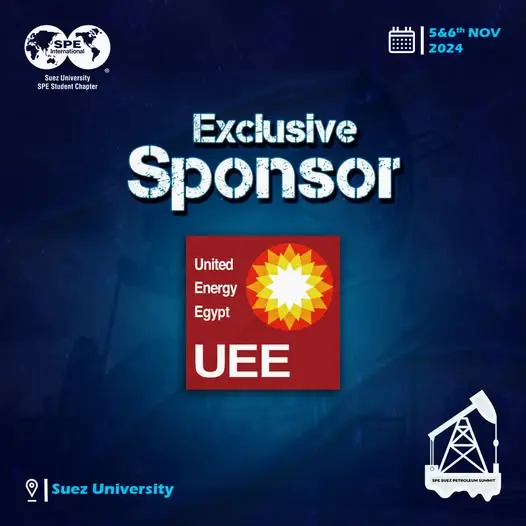 SPE
International
®
Suez University
SPE Student Chapter
5&6th NOV
2024
Exclusive
Sponsor
United
Energy
Egypt
UEE
SPE SUEZ PETROLEUM SUMMIT
Suez University